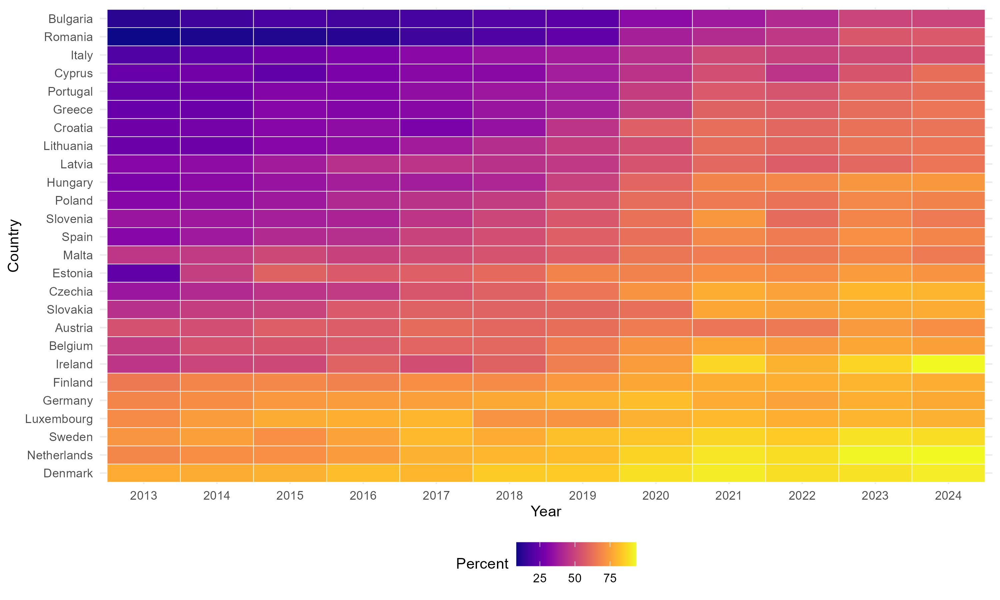 Country
Bulgaria
Romania
Italy
Cyprus
Portugal
Greece
Croatia
Lithuania
Latvia
Hungary
Poland
Slovenia
Spain
Malta
Estonia
Czechia
Slovakia
Austria
Belgium
Ireland
Finland
Germany
Luxembourg
Sweden
Netherlands
Denmark
2013 2014 2015 2016 2017 2018 2019 2020 2021 2022 2023 2024
Year
Percent
25 50 75